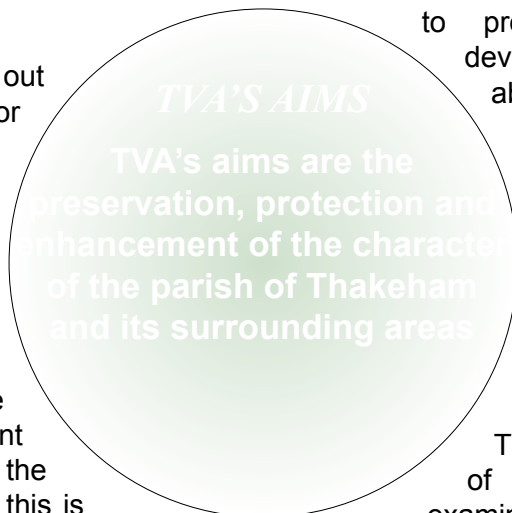 to
out
TVA'S AIMS
TVA's aims are the
preservation, protection and
enhancement of the character
of the parish of Thakeham
and its surrounding areas
the
of
this is